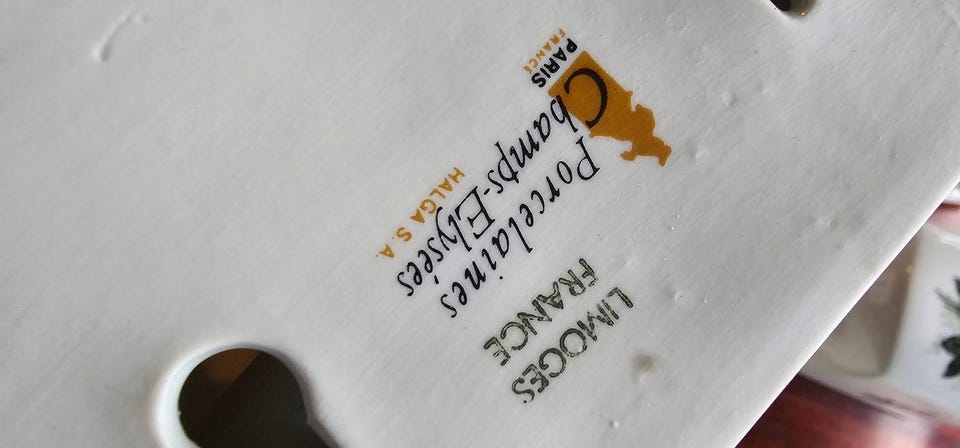 Porcelaines
Champs-Elysées
PARIS
FRANCE
HALGA S.A.
LIMOGES
FRANCE